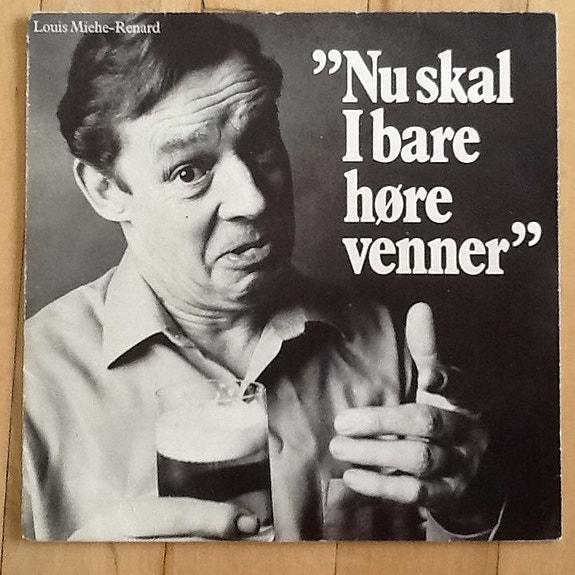 Louis Miehe-Renard
”Nu skal
I bare
høre
venner”